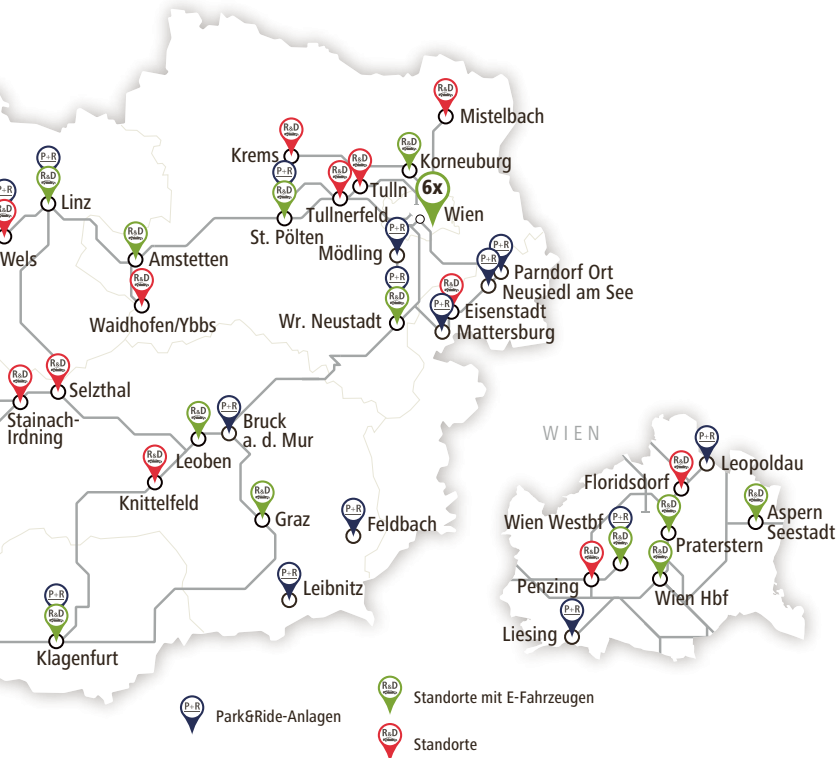 R&D
Mistelbach
R&D
Krems
R&D
Korneuburg
P+R
R&D
St. Pölten
R&D
Tullnerfeld
R&D
Tulln
6x
Wien
P+R
R&D
Linz
P+R
R&D
Wels
R&D
Amstetten
R&D
Waidhofen/Ybbs
P+R
Mödling
P+R
Parndorf Ort
P+R
Neusiedl am See
R&D
Eisenstadt
P+R
Mattersburg
P+R
R&D
Wr. Neustadt
R&D
Selzthal
R&D
Stainach-
Irdning
R&D
Leoben
P+R
Bruck
a. d. Mur
R&D
Knittelfeld
R&D
Graz
P+R
Feldbach
P+R
Leibnitz
P+R
R&D
Klagenfurt
WIEN
P+R
Leopoldau
R&D
Floridsdorf
R&D
Aspern
Seestadt
P+R
R&D
Wien Westbf
R&D
Praterstern
R&D
Penzing
R&D
Wien Hbf
P+R
Liesing
P+R
Park&Ride-Anlagen
R&D
Standorte mit E-Fahrzeugen
R&D
Standorte